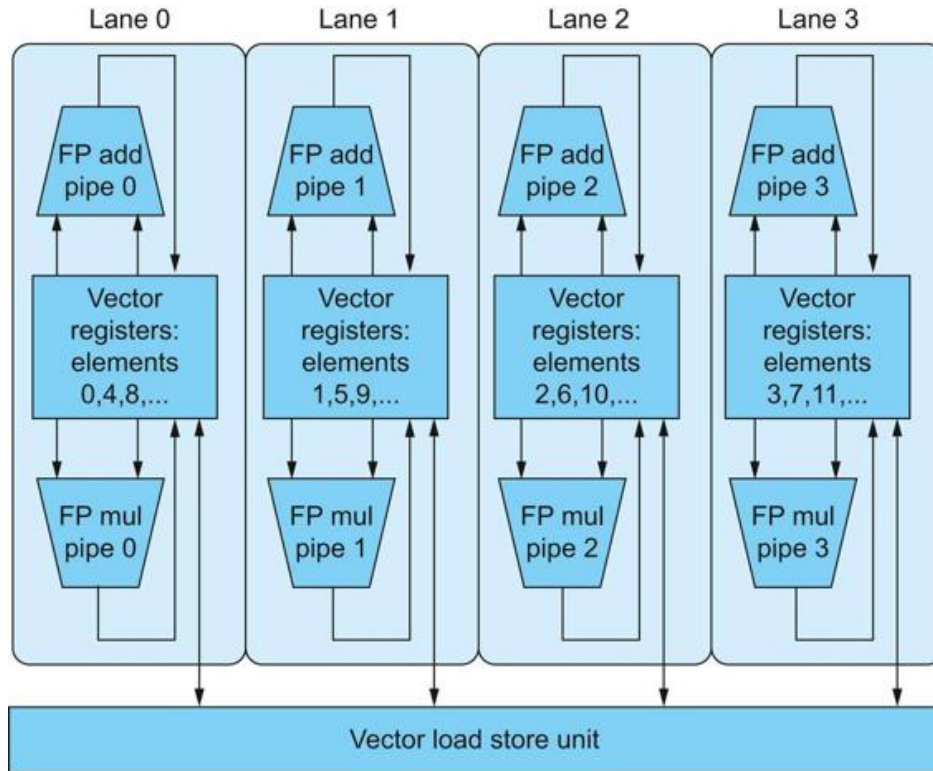 Lane 0
Lane 1
Lane 2
Lane 3
FP add
pipe 0
FP add
pipe 1
FP add
pipe 2
FP add
pipe 3
Vector
registers:
elements
0,4,8,...
Vector
registers:
elements
1,5,9,...
Vector
registers:
elements
2,6,10,...
Vector
registers:
elements
3,7,11,...
FP mul
pipe 0
FP mul
pipe 1
FP mul
pipe 2
FP mul
pipe 3
Vector load store unit